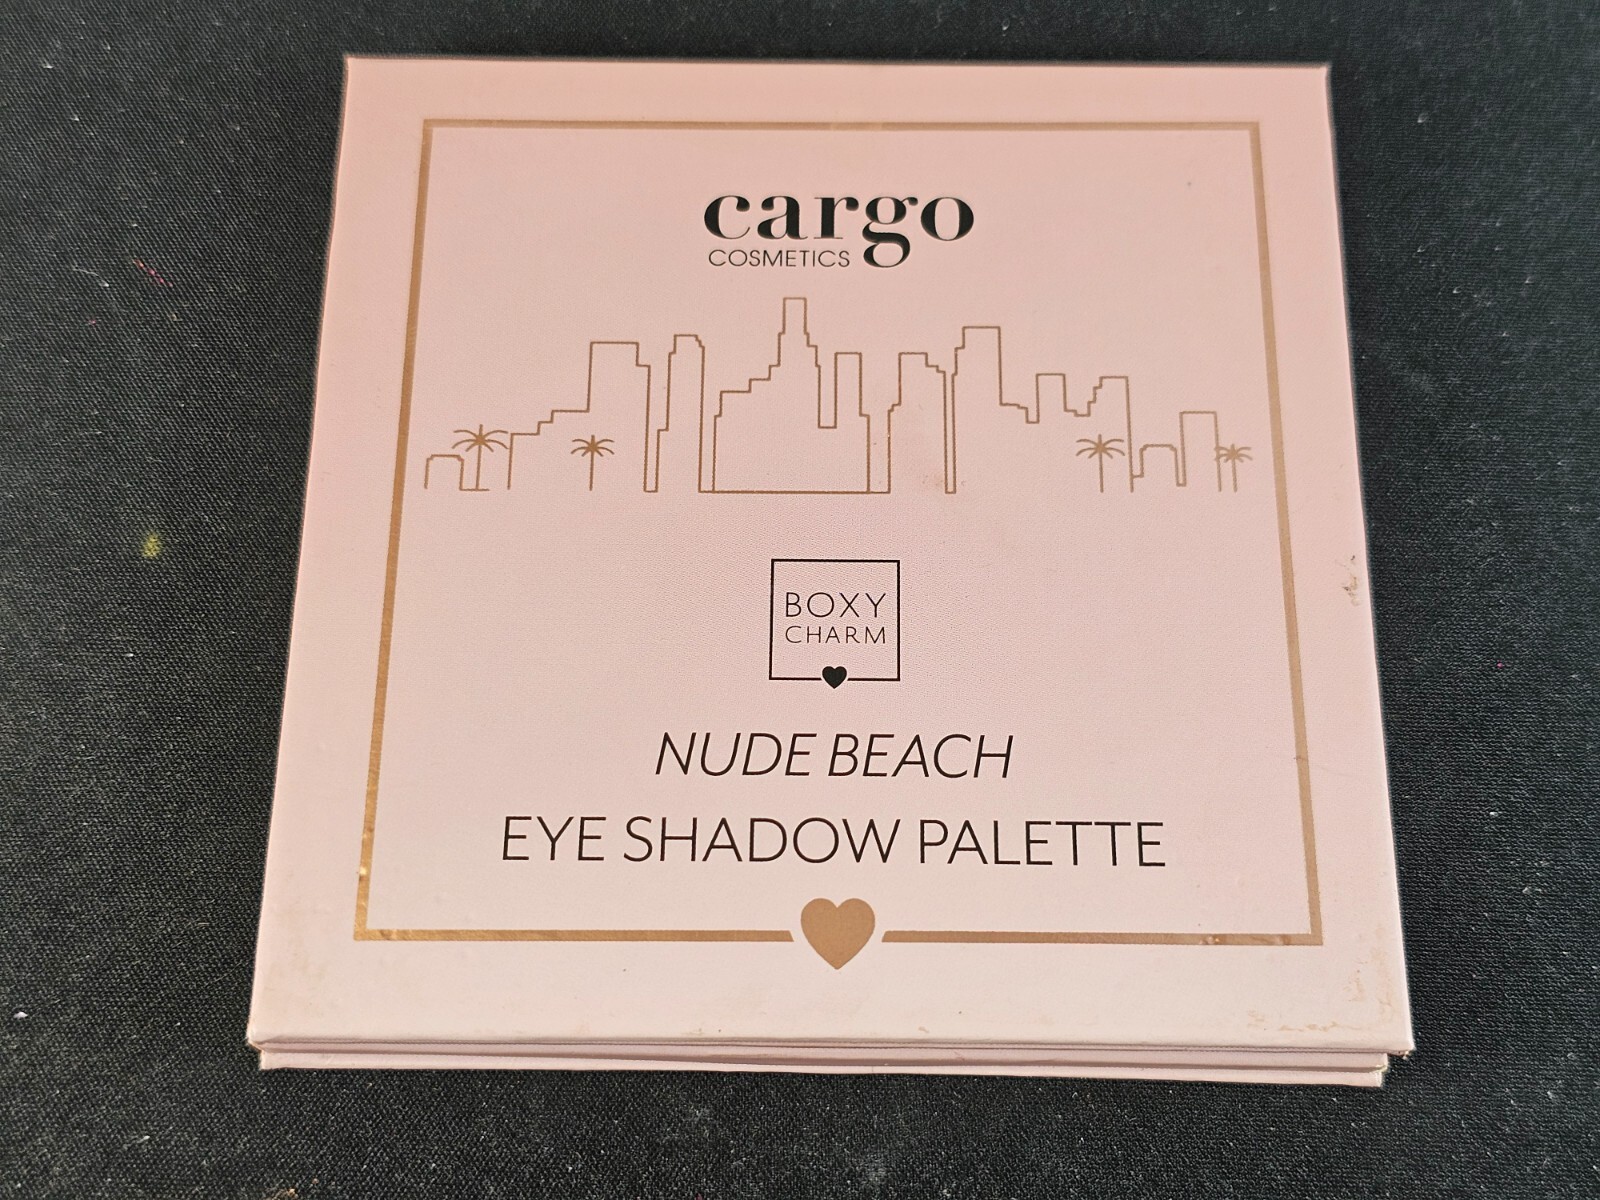 cargo
COSMETICS
BOXY
CHARM
NUDE BEACH
EYE SHADOW PALETTE